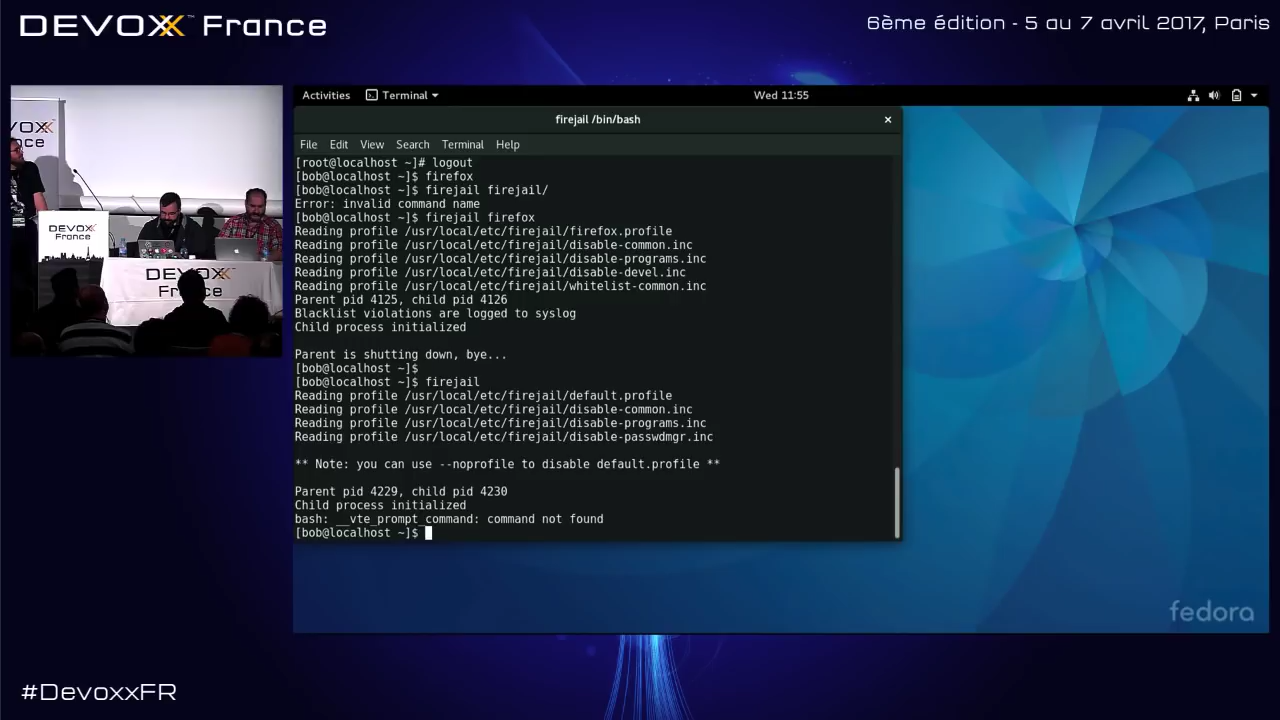 DEVOXX™ France
6ème édition - 5 au 7 avril 2017, Paris
Activities Terminal Wed 11:55
firejail /bin/bash
File Edit View Search Terminal Help
[root@localhost ~]# logout
[bob@localhost ~]$ firefox
[bob@localhost ~]$ firejail firejail/
Error: invalid command name
[bob@localhost ~]$ firejail firefox
Reading profile /usr/local/etc/firejail/firefox.profile
Reading profile /usr/local/etc/firejail/disable-common.inc
Reading profile /usr/local/etc/firejail/disable-programs.inc
Reading profile /usr/local/etc/firejail/disable-devel.inc
Reading profile /usr/local/etc/firejail/whitelist-common.inc
Parent pid 4125, child pid 4126
Blacklist violations are logged to syslog
Child process initialized
Parent is shutting down, bye...
[bob@localhost ~]$
[bob@localhost ~]$ firejail
Reading profile /usr/local/etc/firejail/default.profile
Reading profile /usr/local/etc/firejail/disable-common.inc
Reading profile /usr/local/etc/firejail/disable-programs.inc
Reading profile /usr/local/etc/firejail/disable-passwdmgr.inc
** Note: you can use --noprofile to disable default.profile **
Parent pid 4229, child pid 4230
Child process initialized
bash: __vte_prompt_command: command not found
[bob@localhost ~]$
fedora
DEVOXX
France
DEVOXX
France
#DevoxxFR